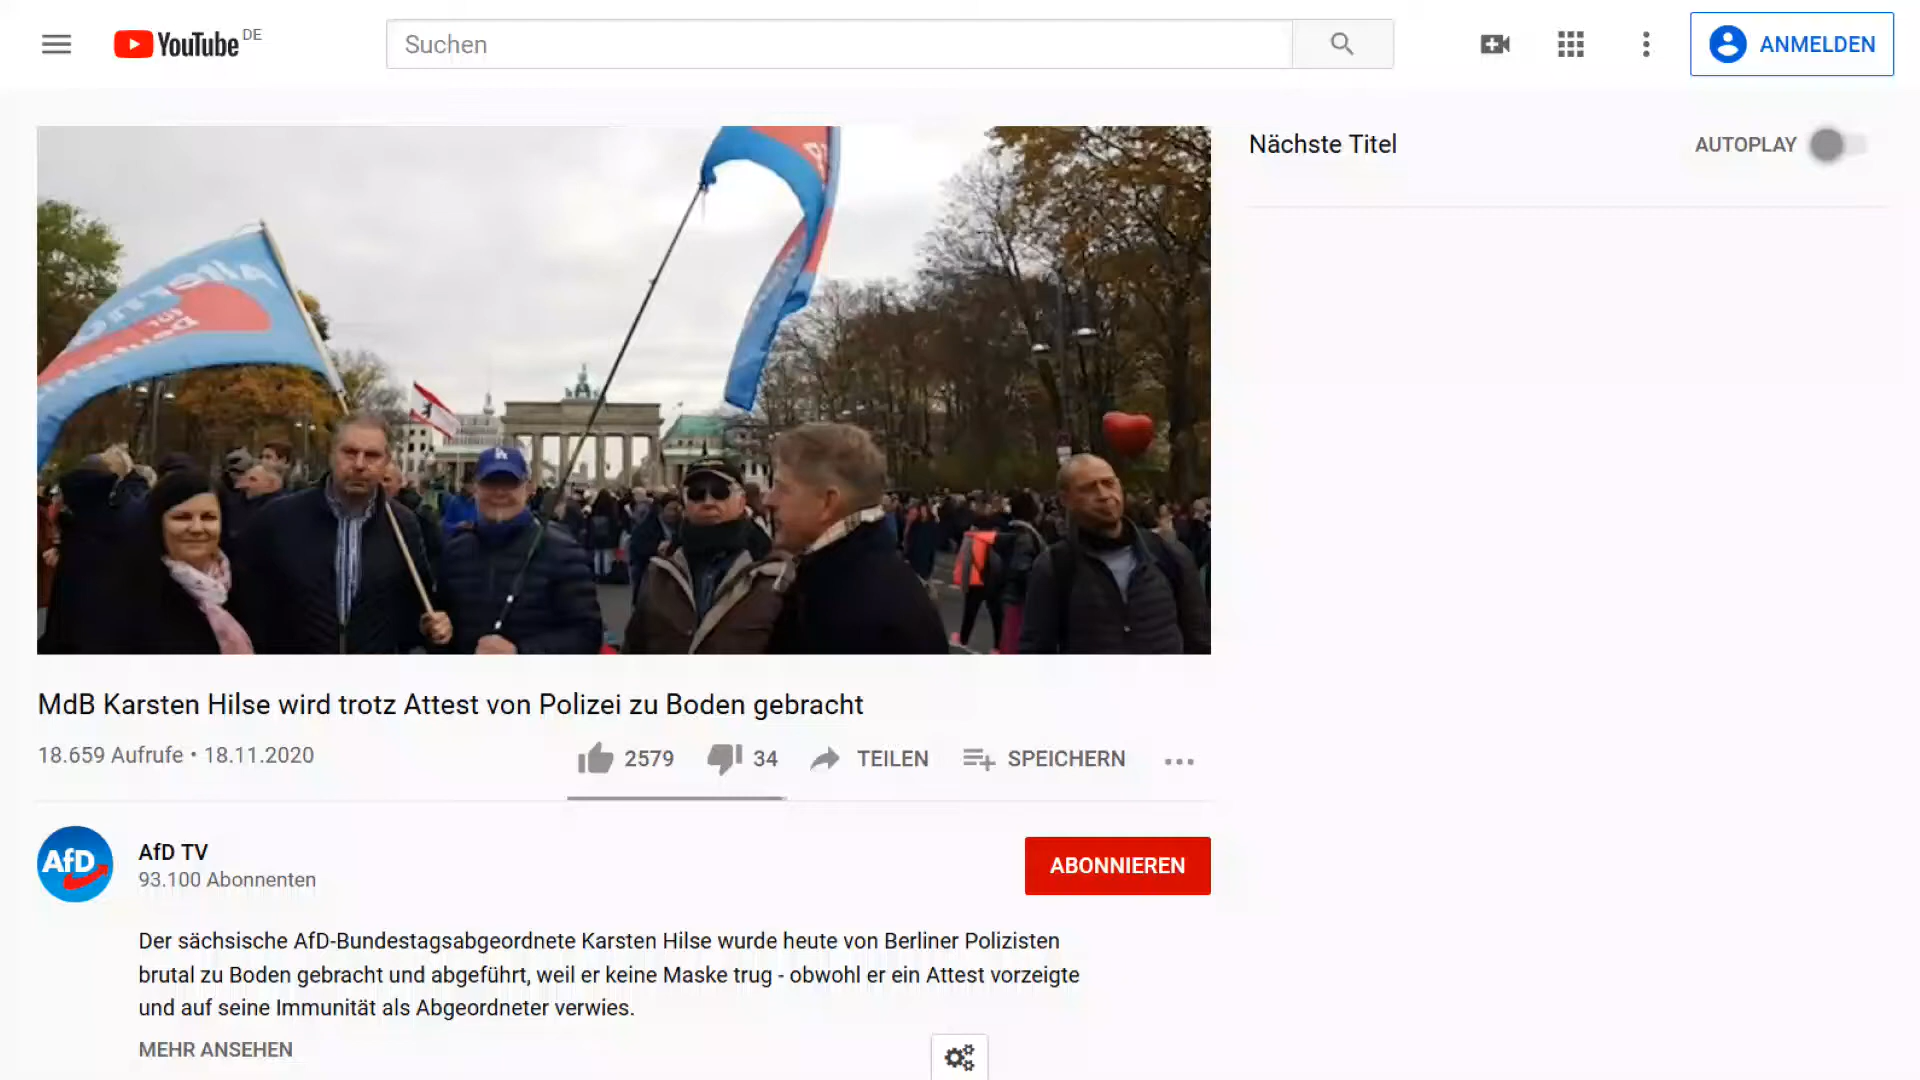 YouTube DE
Suchen
ANMELDEN
Nächste Titel
AUTOPLAY
MdB Karsten Hilse wird trotz Attest von Polizei zu Boden gebracht
18.659 Aufrufe • 18.11.2020
2579
34
TEILEN
SPEICHERN
AfD
AfD TV
93.100 Abonnenten
ABONNIEREN
Der sächsische AfD-Bundestagsabgeordnete Karsten Hilse wurde heute von Berliner Polizisten
brutal zu Boden gebracht und abgeführt, weil er keine Maske trug - obwohl er ein Attest vorzeigte
und auf seine Immunität als Abgeordneter verwies.
MEHR ANSEHEN